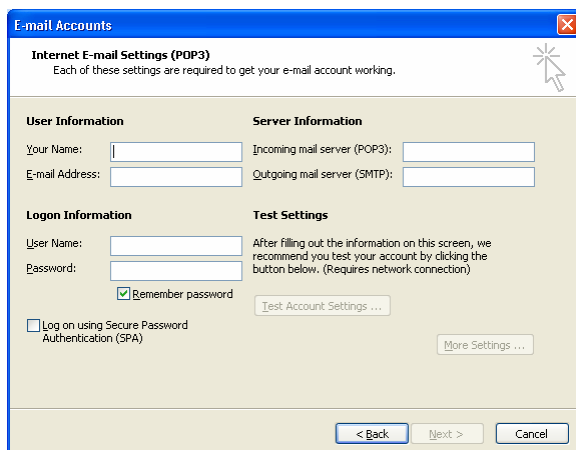 E-mail Accounts
Internet E-mail Settings (POP3)
Each of these settings are required to get your e-mail account working.
User Information
Your Name:
E-mail Address:
Server Information
Incoming mail server (POP3):
Outgoing mail server (SMTP):
Logon Information
User Name:
Password:
Remember password
Log on using Secure Password
Authentication (SPA)
Test Settings
After filling out the information on this screen, we
recommend you test your account by clicking the
button below. (Requires network connection)
Test Account Settings ...
More Settings ...
< Back
Next >
Cancel